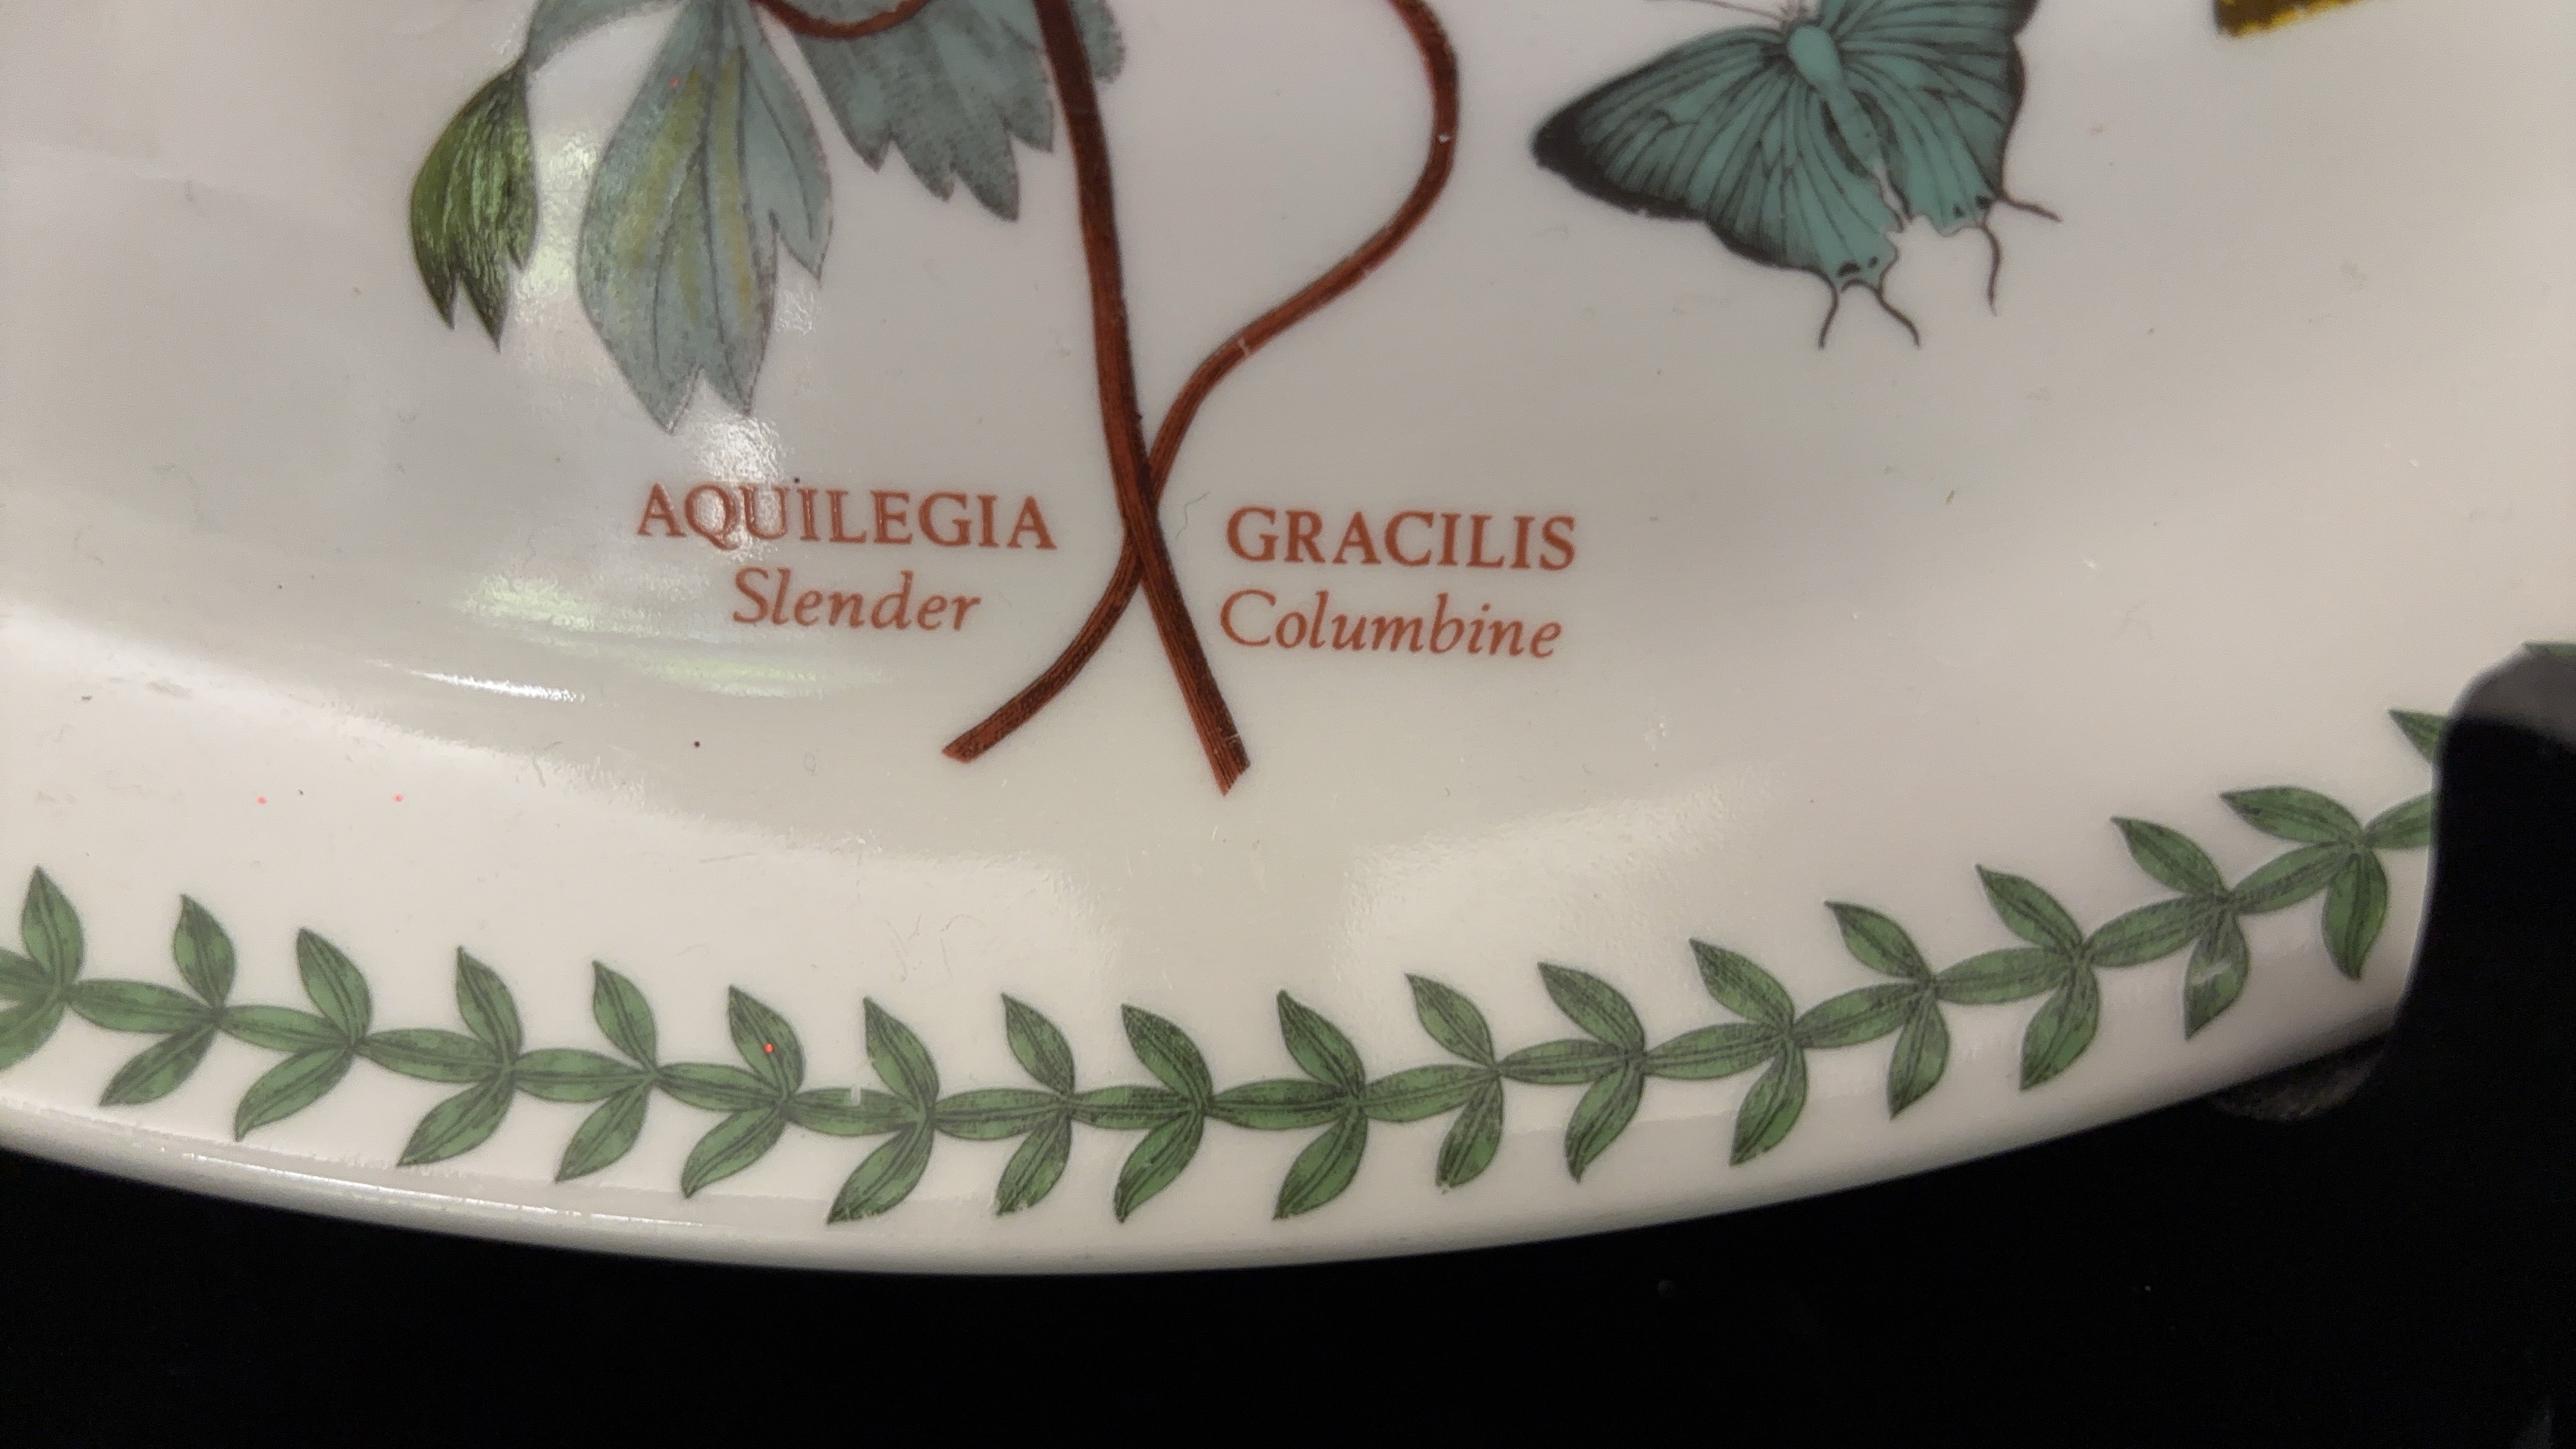 AQUILEGIA GRACILIS
Slender Columbine